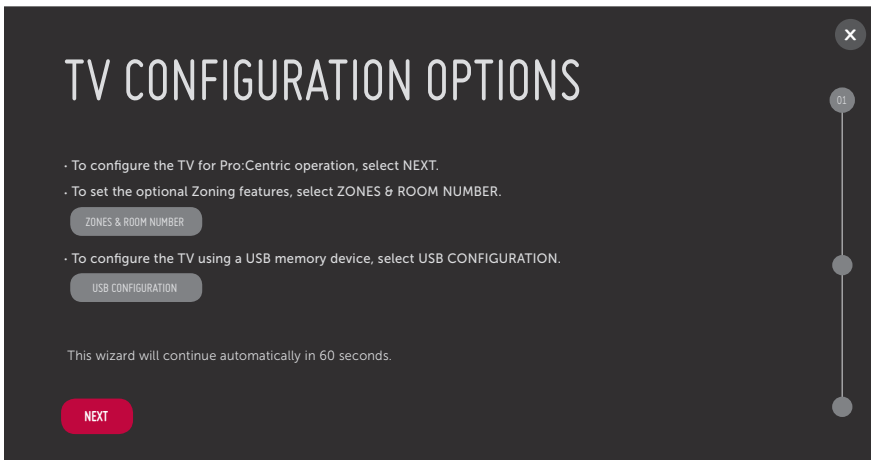 X
TV CONFIGURATION OPTIONS
01
· To configure the TV for Pro:Centric operation, select NEXT.
· To set the optional Zoning features, select ZONES & ROOM NUMBER.
ZONES & ROOM NUMBER
· To configure the TV using a USB memory device, select USB CONFIGURATION.
USB CONFIGURATION
This wizard will continue automatically in 60 seconds.
NEXT